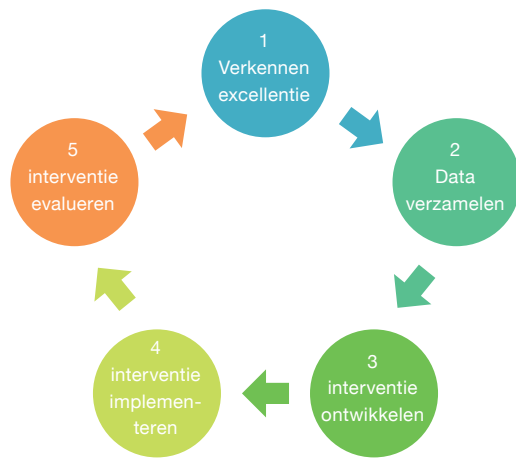 1
Verkennen
excellentie
2
Data
verzamelen
3
interventie
ontwikkelen
4
interventie
implemen-
teren
5
interventie
evalueren